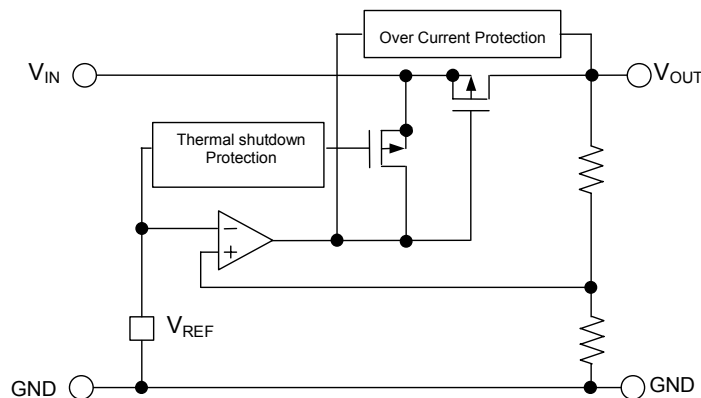 Over Current Protection
VIN
VOUT
Thermal shutdown
Protection
−
+
VREF
GND
GND